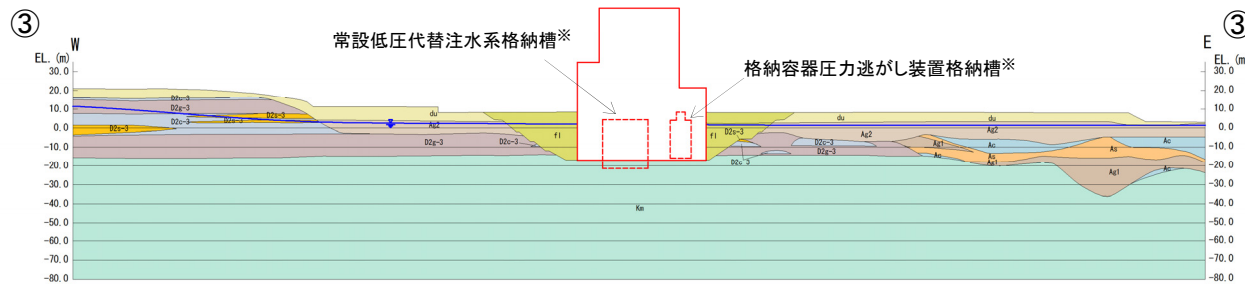 ③
③
W
E
EL. (m)
EL. (m)
常設低圧代替注水系格納槽※
格納容器圧力逃がし装置格納槽※
30.0
20.0
10.0
0.0
-10.0
-20.0
-30.0
-40.0
-50.0
-60.0
-70.0
-80.0
30.0
20.0
10.0
0.0
-10.0
-20.0
-30.0
-40.0
-50.0
-60.0
-70.0
-80.0
D2c-3
D2g-3
D2s-3
D2c-3
D2s-3
du
Ag2
D2g-3
D2c-3
fl
fl
D2s-3
du
du
Ag2
Ag2
D2c-3
D2g-3
Ag1
Ac
Ac
As
Ag1
As
Ac
Ag1
Ac
Km